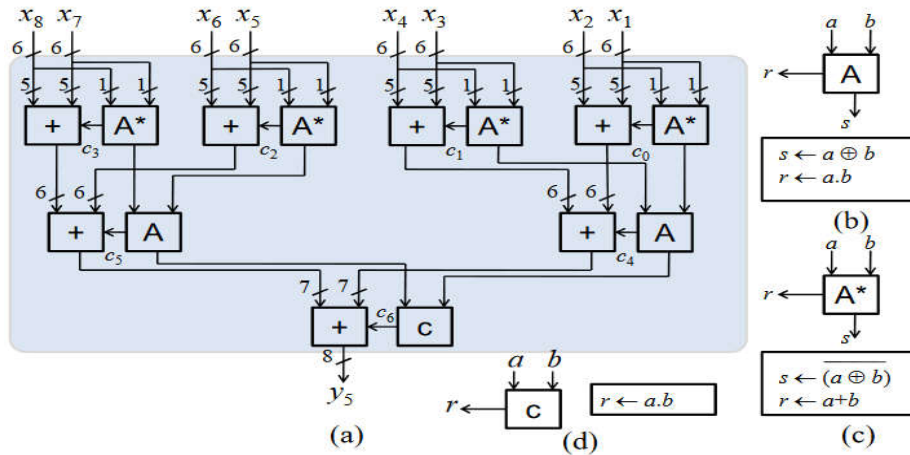 x8 x7 x6 x5 x4 x3 x2 x1
6 6 6 6 6 6 6 6
5 5 1 1 5 5 1 1 5 5 1 1 5 5 1 1
+ A* + A* + A* + A*
c3 c2 c1 c0
6 6 6 6
+ A + A
c5 c4
7 7
+ c6 C
8
y5
(a)
a b
r C
r ← a.b
(d)
a b
r A
s
s ← a ⊕ b
r ← a.b
(b)
a b
r A*
s
s ← \overline{(a ⊕ b)}
r ← a+b
(c)